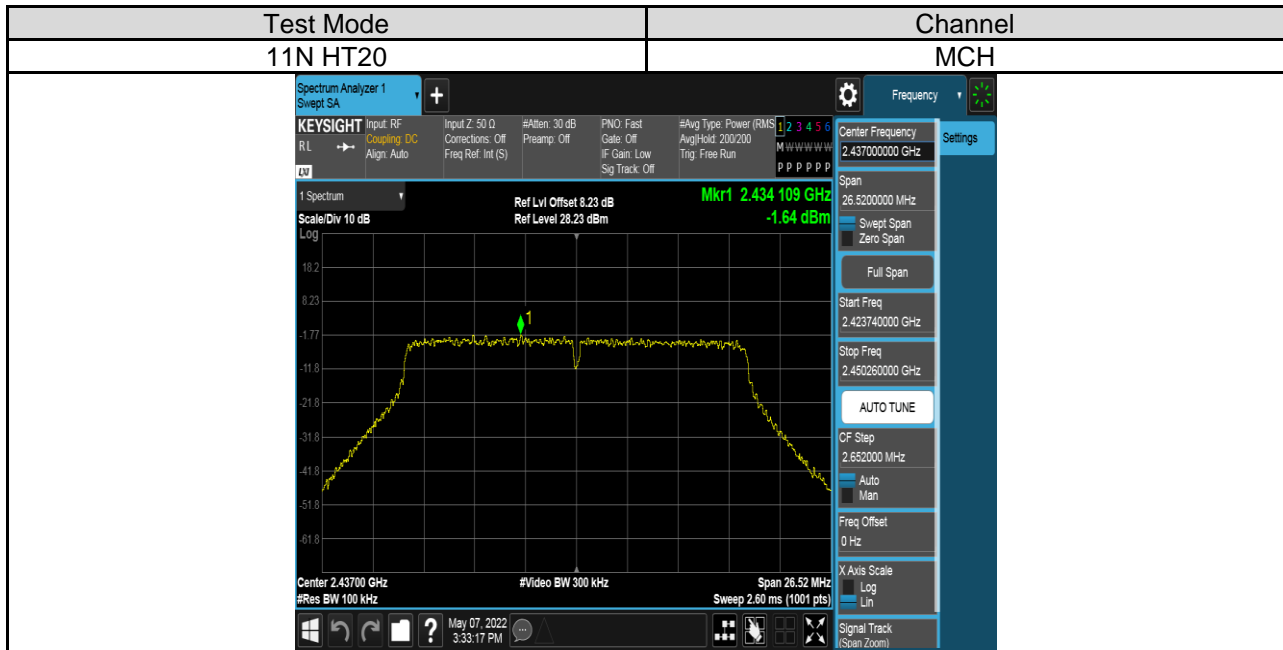 Test Mode Channel
11N HT20 MCH
Spectrum Analyzer 1
Swept SA
+
Frequency
KEYSIGHT Input: RF Input Z: 50 Ω #Atten: 30 dB PNO: Fast #Avg Type: Power (RMS 1 2 3 4 5 6
RL Coupling: DC Corrections: Off Preamp: Off Gate: Off Avg|Hold: 200/200 M W W W W W
Align: Auto Freq Ref: Int (S) IF Gain: Low Trig: Free Run
LXI Sig Track: Off P P P P P P
1 Spectrum Ref Lvl Offset 8.23 dB Mkr1 2.434 109 GHz
Scale/Div 10 dB Ref Level 28.23 dBm -1.64 dBm
Log
18.2
8.23
1
-1.77
-11.8
-21.8
-31.8
-41.8
-51.8
-61.8
Center 2.43700 GHz #Video BW 300 kHz Span 26.52 MHz
#Res BW 100 kHz Sweep 2.60 ms (1001 pts)
? May 07, 2022
3:33:17 PM
Center Frequency
2.437000000 GHz
Settings
Span
26.5200000 MHz
Swept Span
Zero Span
Full Span
Start Freq
2.423740000 GHz
Stop Freq
2.450260000 GHz
AUTO TUNE
CF Step
2.652000 MHz
Auto
Man
Freq Offset
0 Hz
X Axis Scale
Log
Lin
Signal Track
(Span Zoom)